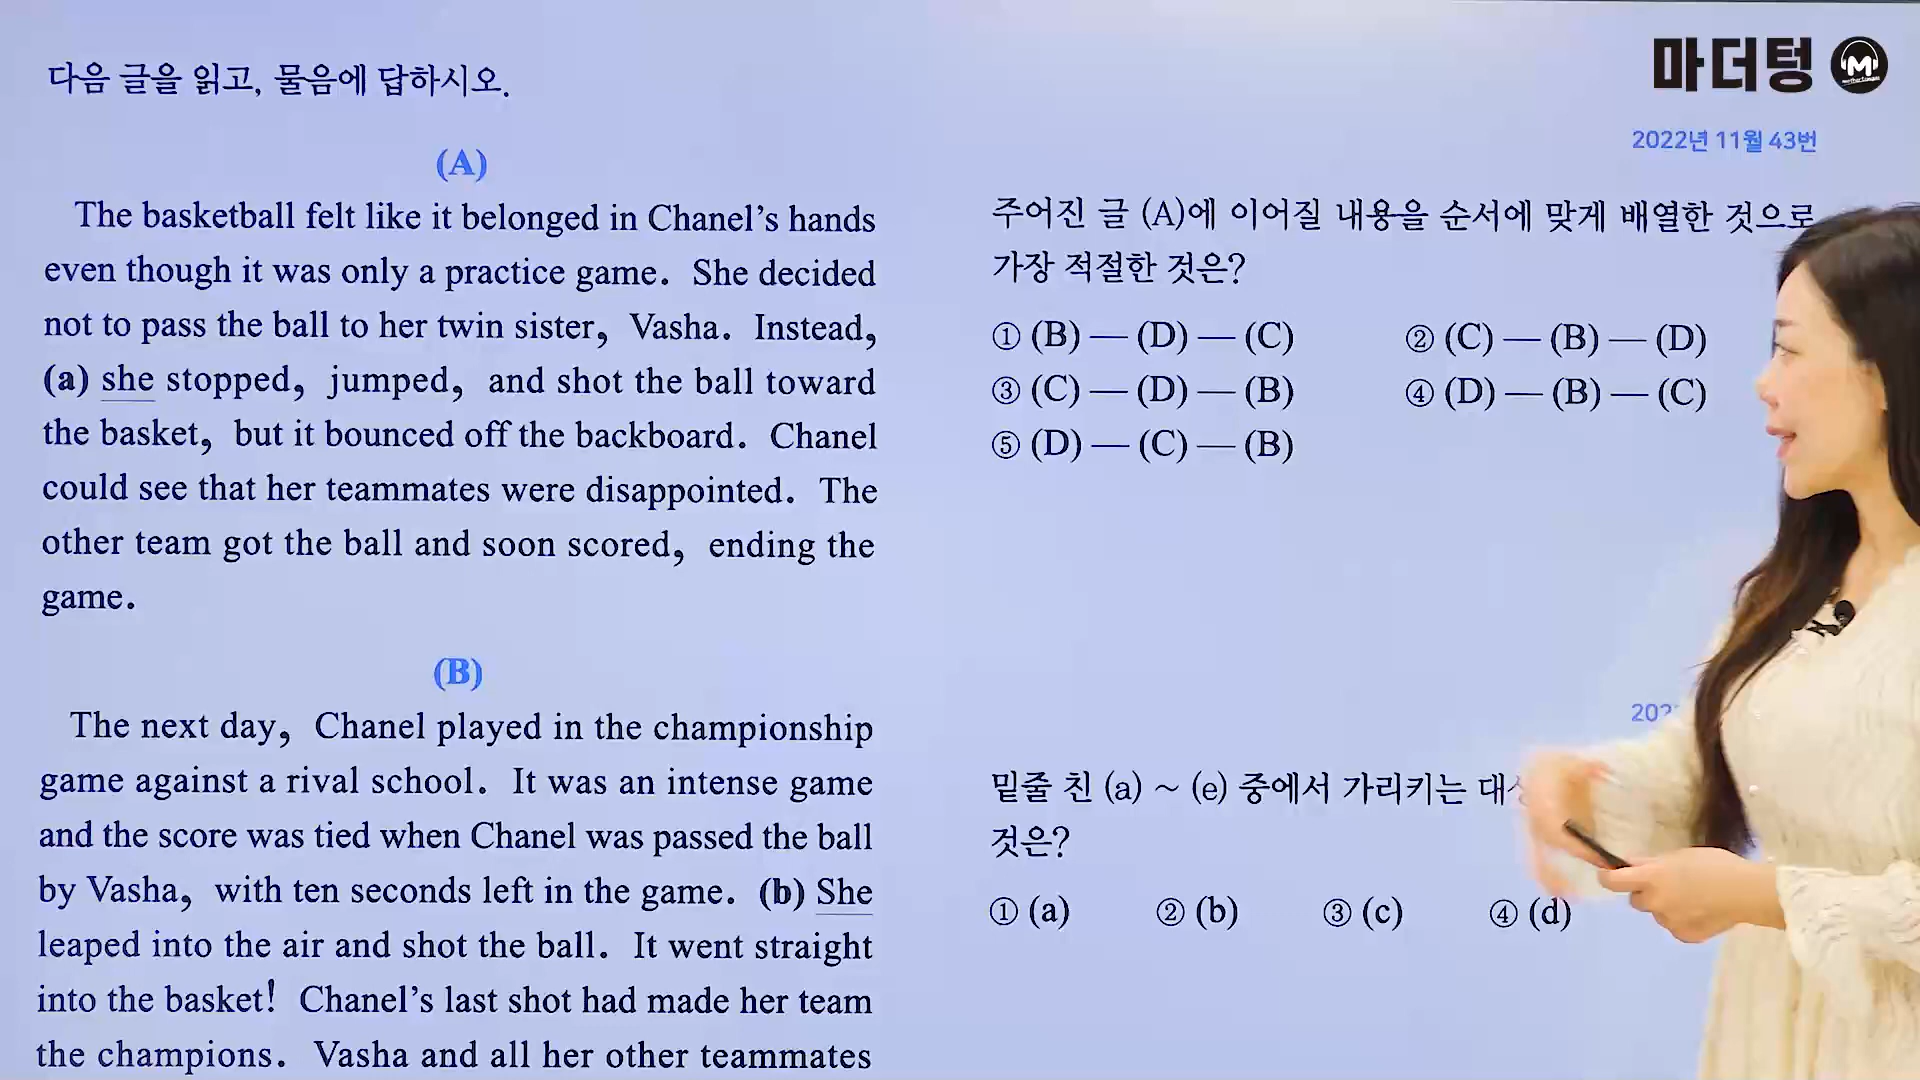 마더텅
다음 글을 읽고, 물음에 답하시오.
(A)
The basketball felt like it belonged in Chanel's hands
even though it was only a practice game. She decided
not to pass the ball to her twin sister, Vasha. Instead,
(a) she stopped, jumped, and shot the ball toward
the basket, but it bounced off the backboard. Chanel
could see that her teammates were disappointed. The
other team got the ball and soon scored, ending the
game.
(B)
The next day, Chanel played in the championship
game against a rival school. It was an intense game
and the score was tied when Chanel was passed the ball
by Vasha, with ten seconds left in the game. (b) She
leaped into the air and shot the ball. It went straight
into the basket! Chanel's last shot had made her team
the champions. Vasha and all her other teammates
2022년 11월 43번
주어진 글 (A)에 이어질 내용을 순서에 맞게 배열한 것으로
가장 적절한 것은?
① (B) — (D) — (C) ② (C) — (B) — (D)
③ (C) — (D) — (B) ④ (D) — (B) — (C)
⑤ (D) — (C) — (B)
밑줄 친 (a) ~ (e) 중에서 가리키는
것은?
① (a) ② (b) ③ (c) ④ (d)